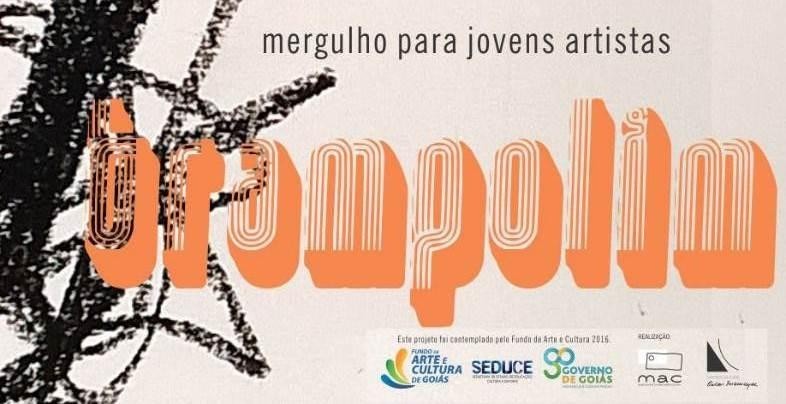 mergulho para jovens artistas
trampolim
Este projeto foi contemplado pelo Fundo de Arte e Cultura 2016.
REALIZAÇÃO
FUNDO DE
ARTE E
CULTURA
DE GOIÁS
SEDUCE
GOVERNO
DE GOIÁS
mac